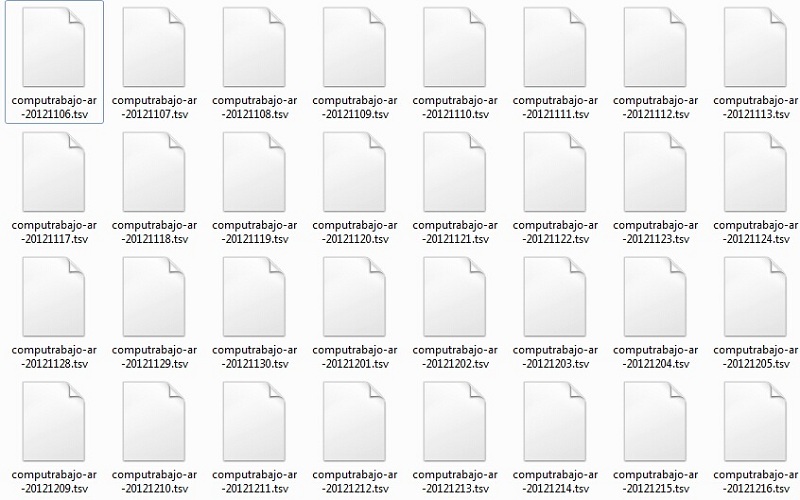 computrabajo-ar computrabajo-ar computrabajo-ar computrabajo-ar computrabajo-ar computrabajo-ar computrabajo-ar computrabajo-ar
-20121106.tsv -20121107.tsv -20121108.tsv -20121109.tsv -20121110.tsv -20121111.tsv -20121112.tsv -20121113.tsv
computrabajo-ar computrabajo-ar computrabajo-ar computrabajo-ar computrabajo-ar computrabajo-ar computrabajo-ar computrabajo-ar
-20121117.tsv -20121118.tsv -20121119.tsv -20121120.tsv -20121121.tsv -20121122.tsv -20121123.tsv -20121124.tsv
computrabajo-ar computrabajo-ar computrabajo-ar computrabajo-ar computrabajo-ar computrabajo-ar computrabajo-ar computrabajo-ar
-20121128.tsv -20121129.tsv -20121130.tsv -20121201.tsv -20121202.tsv -20121203.tsv -20121204.tsv -20121205.tsv
computrabajo-ar computrabajo-ar computrabajo-ar computrabajo-ar computrabajo-ar computrabajo-ar computrabajo-ar computrabajo-ar
-20121209.tsv -20121210.tsv -20121211.tsv -20121212.tsv -20121213.tsv -20121214.tsv -20121215.tsv -20121216.tsv